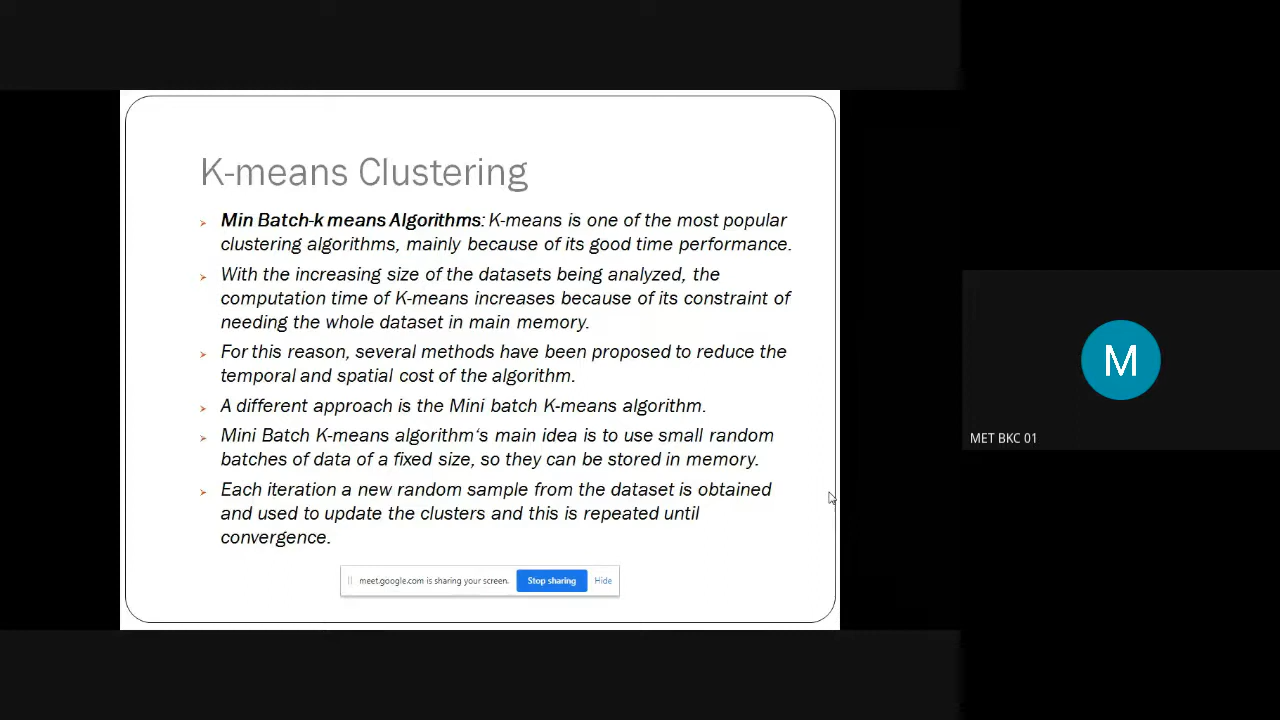 K-means Clustering
Min Batch-k means Algorithms: K-means is one of the most popular
clustering algorithms, mainly because of its good time performance.
With the increasing size of the datasets being analyzed, the
computation time of K-means increases because of its constraint of
needing the whole dataset in main memory.
For this reason, several methods have been proposed to reduce the
temporal and spatial cost of the algorithm.
A different approach is the Mini batch K-means algorithm.
Mini Batch K-means algorithm‘s main idea is to use small random
batches of data of a fixed size, so they can be stored in memory.
Each iteration a new random sample from the dataset is obtained
and used to update the clusters and this is repeated until
convergence.
meet.google.com is sharing your screen. Stop sharing Hide
M
MET BKC 01